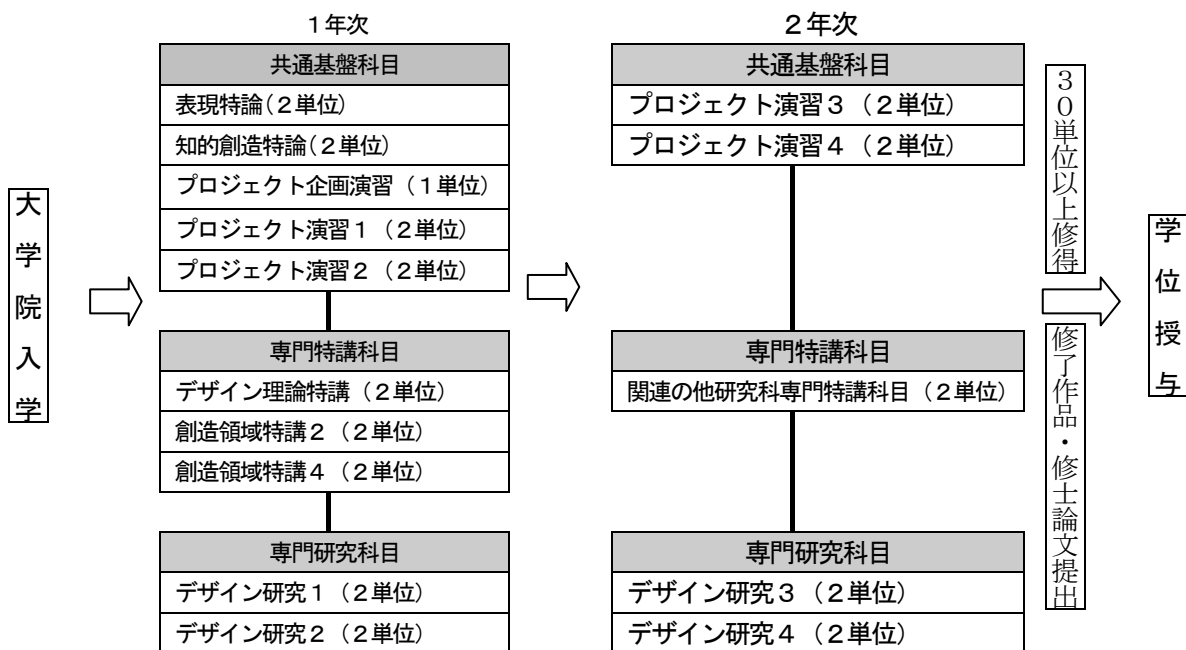 大学院入学
1年次
共通基盤科目
表現特論(2単位)
知的創造特論(2単位)
プロジェクト企画演習（1単位）
プロジェクト演習1（2単位）
プロジェクト演習2（2単位）
専門特講科目
デザイン理論特講（2単位）
創造領域特講2（2単位）
創造領域特講4（2単位）
専門研究科目
デザイン研究1（2単位）
デザイン研究2（2単位）
2年次
共通基盤科目
プロジェクト演習3（2単位）
プロジェクト演習4（2単位）
専門特講科目
関連の他研究科専門特講科目（2単位）
専門研究科目
デザイン研究3（2単位）
デザイン研究4（2単位）
30単位以上修得
修了作品・修士論文提出
学位授与